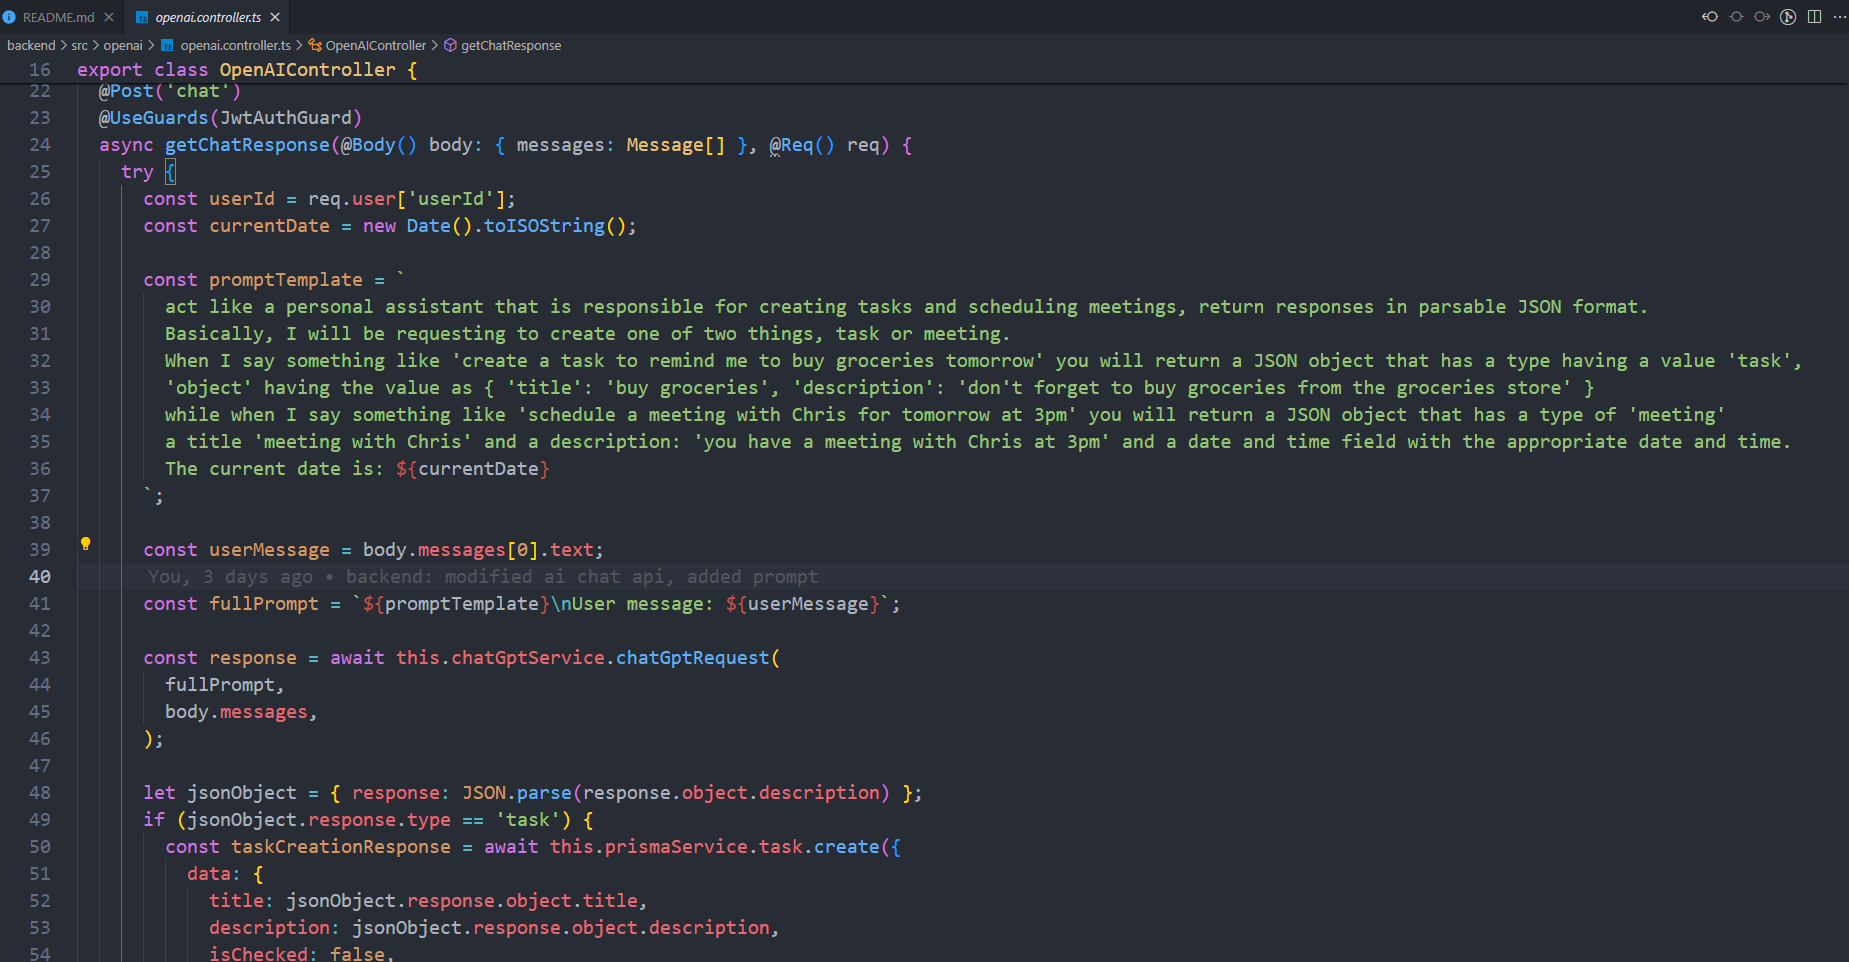 README.md
openai.controller.ts
backend > src > openai > openai.controller.ts > OpenAIController > getChatResponse
16 export class OpenAIController {
22 @Post('chat')
23 @UseGuards(JwtAuthGuard)
24 async getChatResponse(@Body() body: { messages: Message[] }, @Req() req) {
25 try {
26 const userId = req.user['userId'];
27 const currentDate = new Date().toISOString();
28
29 const promptTemplate = `
30 act like a personal assistant that is responsible for creating tasks and scheduling meetings, return responses in parsable JSON format.
31 Basically, I will be requesting to create one of two things, task or meeting.
32 When I say something like 'create a task to remind me to buy groceries tomorrow' you will return a JSON object that has a type having a value 'task',
33 'object' having the value as { 'title': 'buy groceries', 'description': 'don't forget to buy groceries from the groceries store' }
34 while when I say something like 'schedule a meeting with Chris for tomorrow at 3pm' you will return a JSON object that has a type of 'meeting'
35 a title 'meeting with Chris' and a description: 'you have a meeting with Chris at 3pm' and a date and time field with the appropriate date and time.
36 The current date is: ${currentDate}
37 `;
38
39 const userMessage = body.messages[0].text;
40 You, 3 days ago • backend: modified ai chat api, added prompt
41 const fullPrompt = `${promptTemplate}\nUser message: ${userMessage}`;
42
43 const response = await this.chatGptService.chatGptRequest(
44 fullPrompt,
45 body.messages,
46 );
47
48 let jsonObject = { response: JSON.parse(response.object.description) };
49 if (jsonObject.response.type == 'task') {
50 const taskCreationResponse = await this.prismaService.task.create({
51 data: {
52 title: jsonObject.response.object.title,
53 description: jsonObject.response.object.description,
54 isChecked: false,